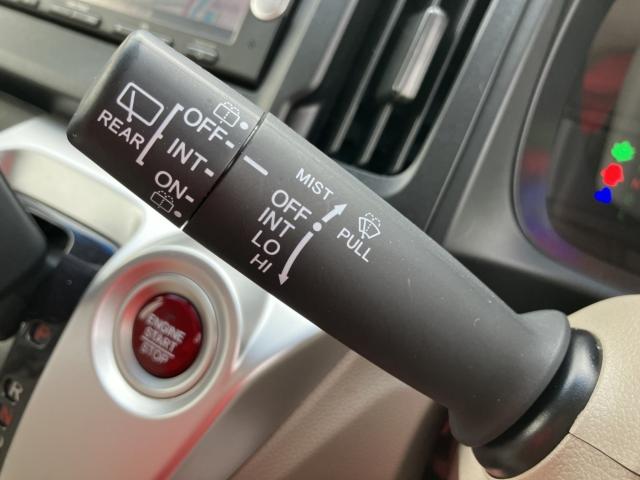 REAR
OFF
INT
ON
MIST
OFF
INT
LO
HI
PULL
ENGINE
START
STOP
R